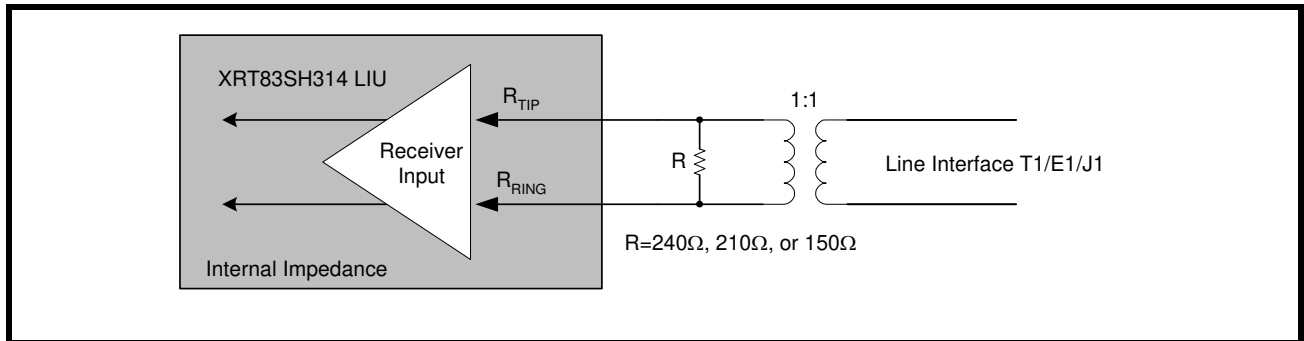 XRT83SH314 LIU
R_TIP
1:1
Receiver
Input
R
Line Interface T1/E1/J1
R_RING
R=240Ω, 210Ω, or 150Ω
Internal Impedance